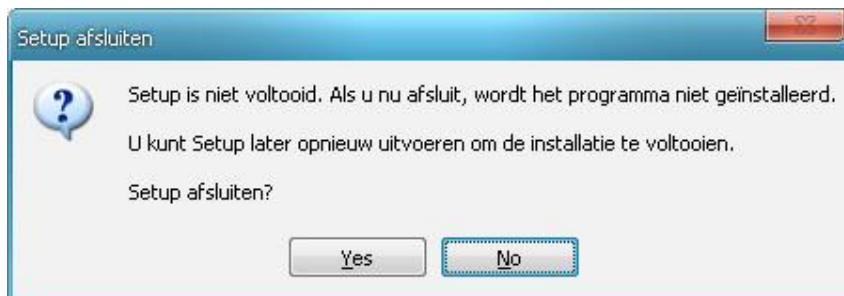 Setup afsluiten
Setup is niet voltooid. Als u nu afsluit, wordt het programma niet geïnstalleerd.
U kunt Setup later opnieuw uitvoeren om de installatie te voltooien.
Setup afsluiten?
Yes
No